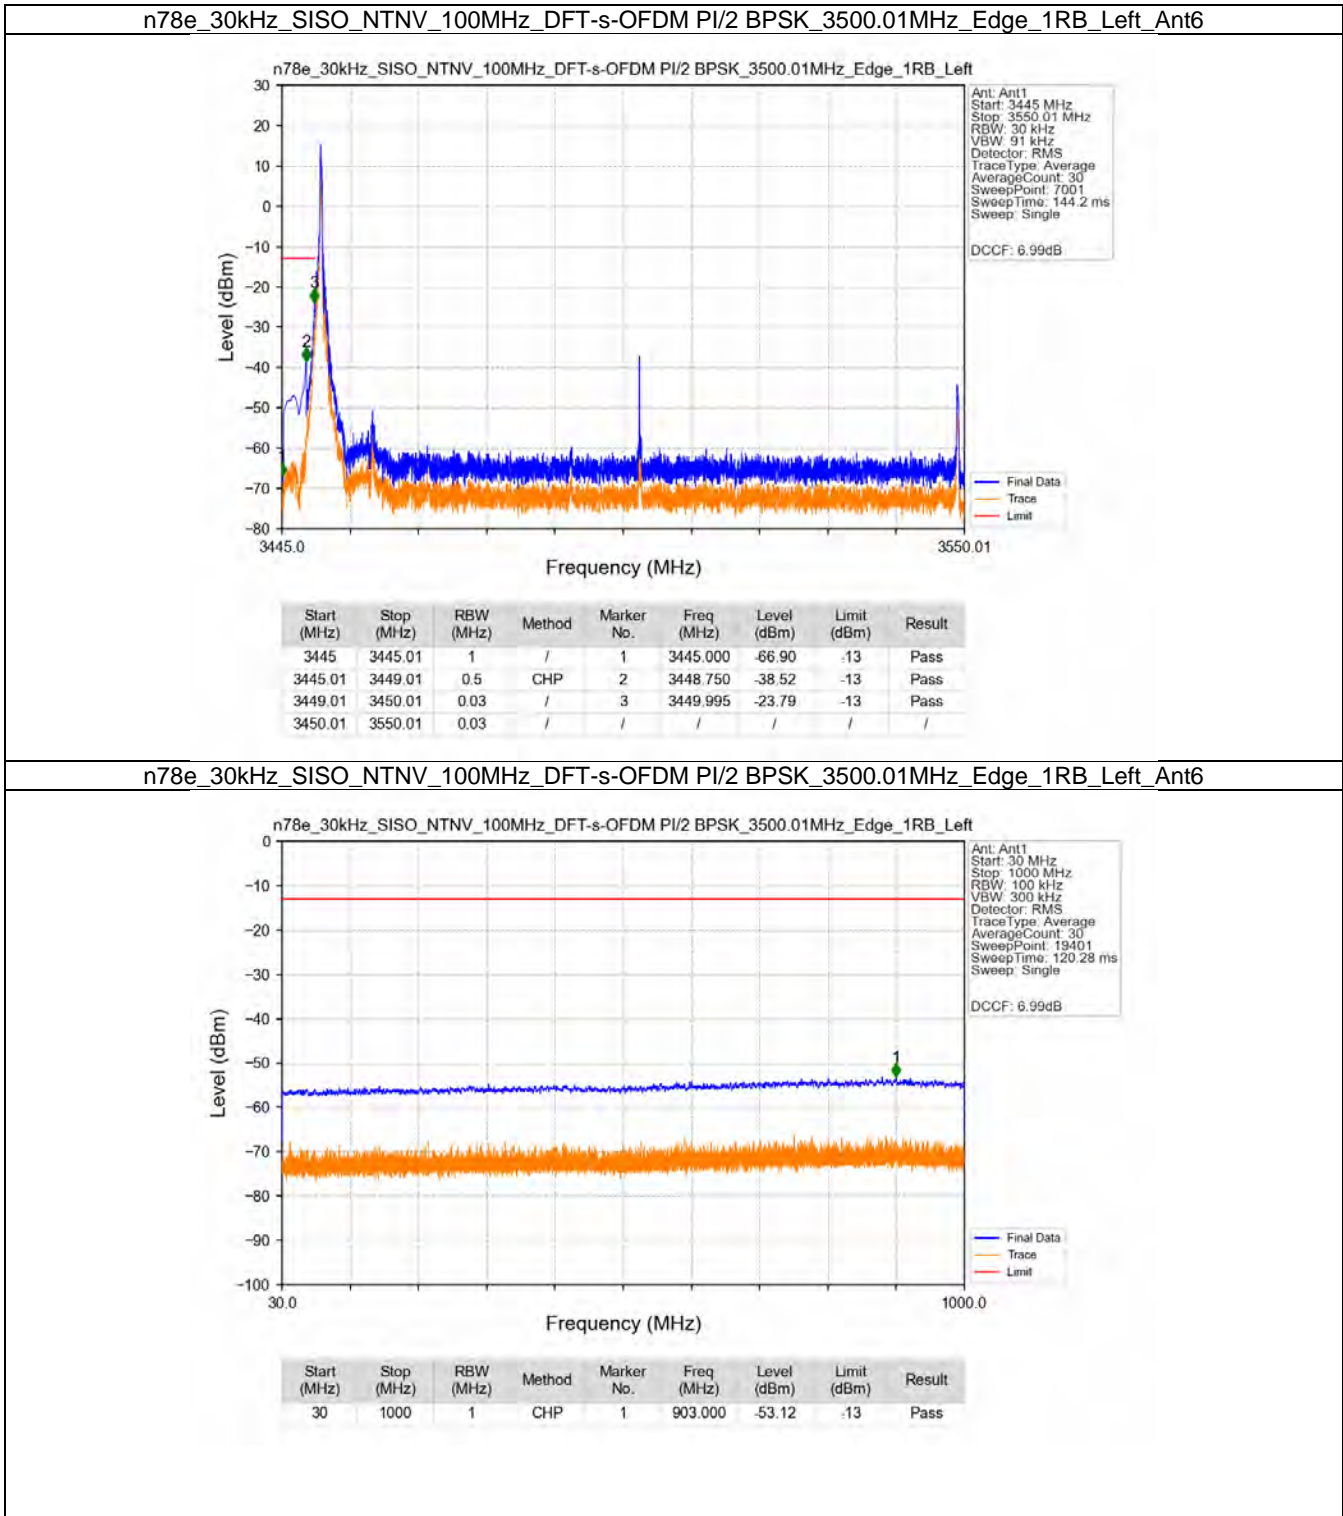 n78e_30kHz_SISO_NTNV_100MHz_DFT-s-OFDM PI/2 BPSK_3500.01MHz_Edge_1RB_Left_Ant6
n78e_30kHz_SISO_NTNV_100MHz_DFT-s-OFDM PI/2 BPSK_3500.01MHz_Edge_1RB_Left
30
20
10
0
−10
−20
−30
−40
−50
−60
−70
−80
Level (dBm)
3
2
3445.0
3550.01
Frequency (MHz)
Ant: Ant1
Start: 3445 MHz
Stop: 3550.01 MHz
RBW: 30 kHz
VBW: 91 kHz
Detector: RMS
TraceType: Average
AverageCount: 30
SweepPoint: 7001
SweepTime: 144.2 ms
Sweep: Single
DCCF: 6.99dB
Final Data
Trace
Limit
Start (MHz) Stop (MHz) RBW (MHz) Method Marker No. Freq (MHz) Level (dBm) Limit (dBm) Result
3445 3445.01 1 / 1 3445.000 -66.90 -13 Pass
3445.01 3449.01 0.5 CHP 2 3448.750 -38.52 -13 Pass
3449.01 3450.01 0.03 / 3 3449.995 -23.79 -13 Pass
3450.01 3550.01 0.03 / / / / / /
n78e_30kHz_SISO_NTNV_100MHz_DFT-s-OFDM PI/2 BPSK_3500.01MHz_Edge_1RB_Left_Ant6
n78e_30kHz_SISO_NTNV_100MHz_DFT-s-OFDM PI/2 BPSK_3500.01MHz_Edge_1RB_Left
0
−10
−20
−30
−40
−50
−60
−70
−80
−90
−100
Level (dBm)
1
30.0
1000.0
Frequency (MHz)
Ant: Ant1
Start: 30 MHz
Stop: 1000 MHz
RBW: 100 kHz
VBW: 300 kHz
Detector: RMS
TraceType: Average
AverageCount: 30
SweepPoint: 19401
SweepTime: 120.28 ms
Sweep: Single
DCCF: 6.99dB
Final Data
Trace
Limit
Start (MHz) Stop (MHz) RBW (MHz) Method Marker No. Freq (MHz) Level (dBm) Limit (dBm) Result
30 1000 1 CHP 1 903.000 -53.12 -13 Pass